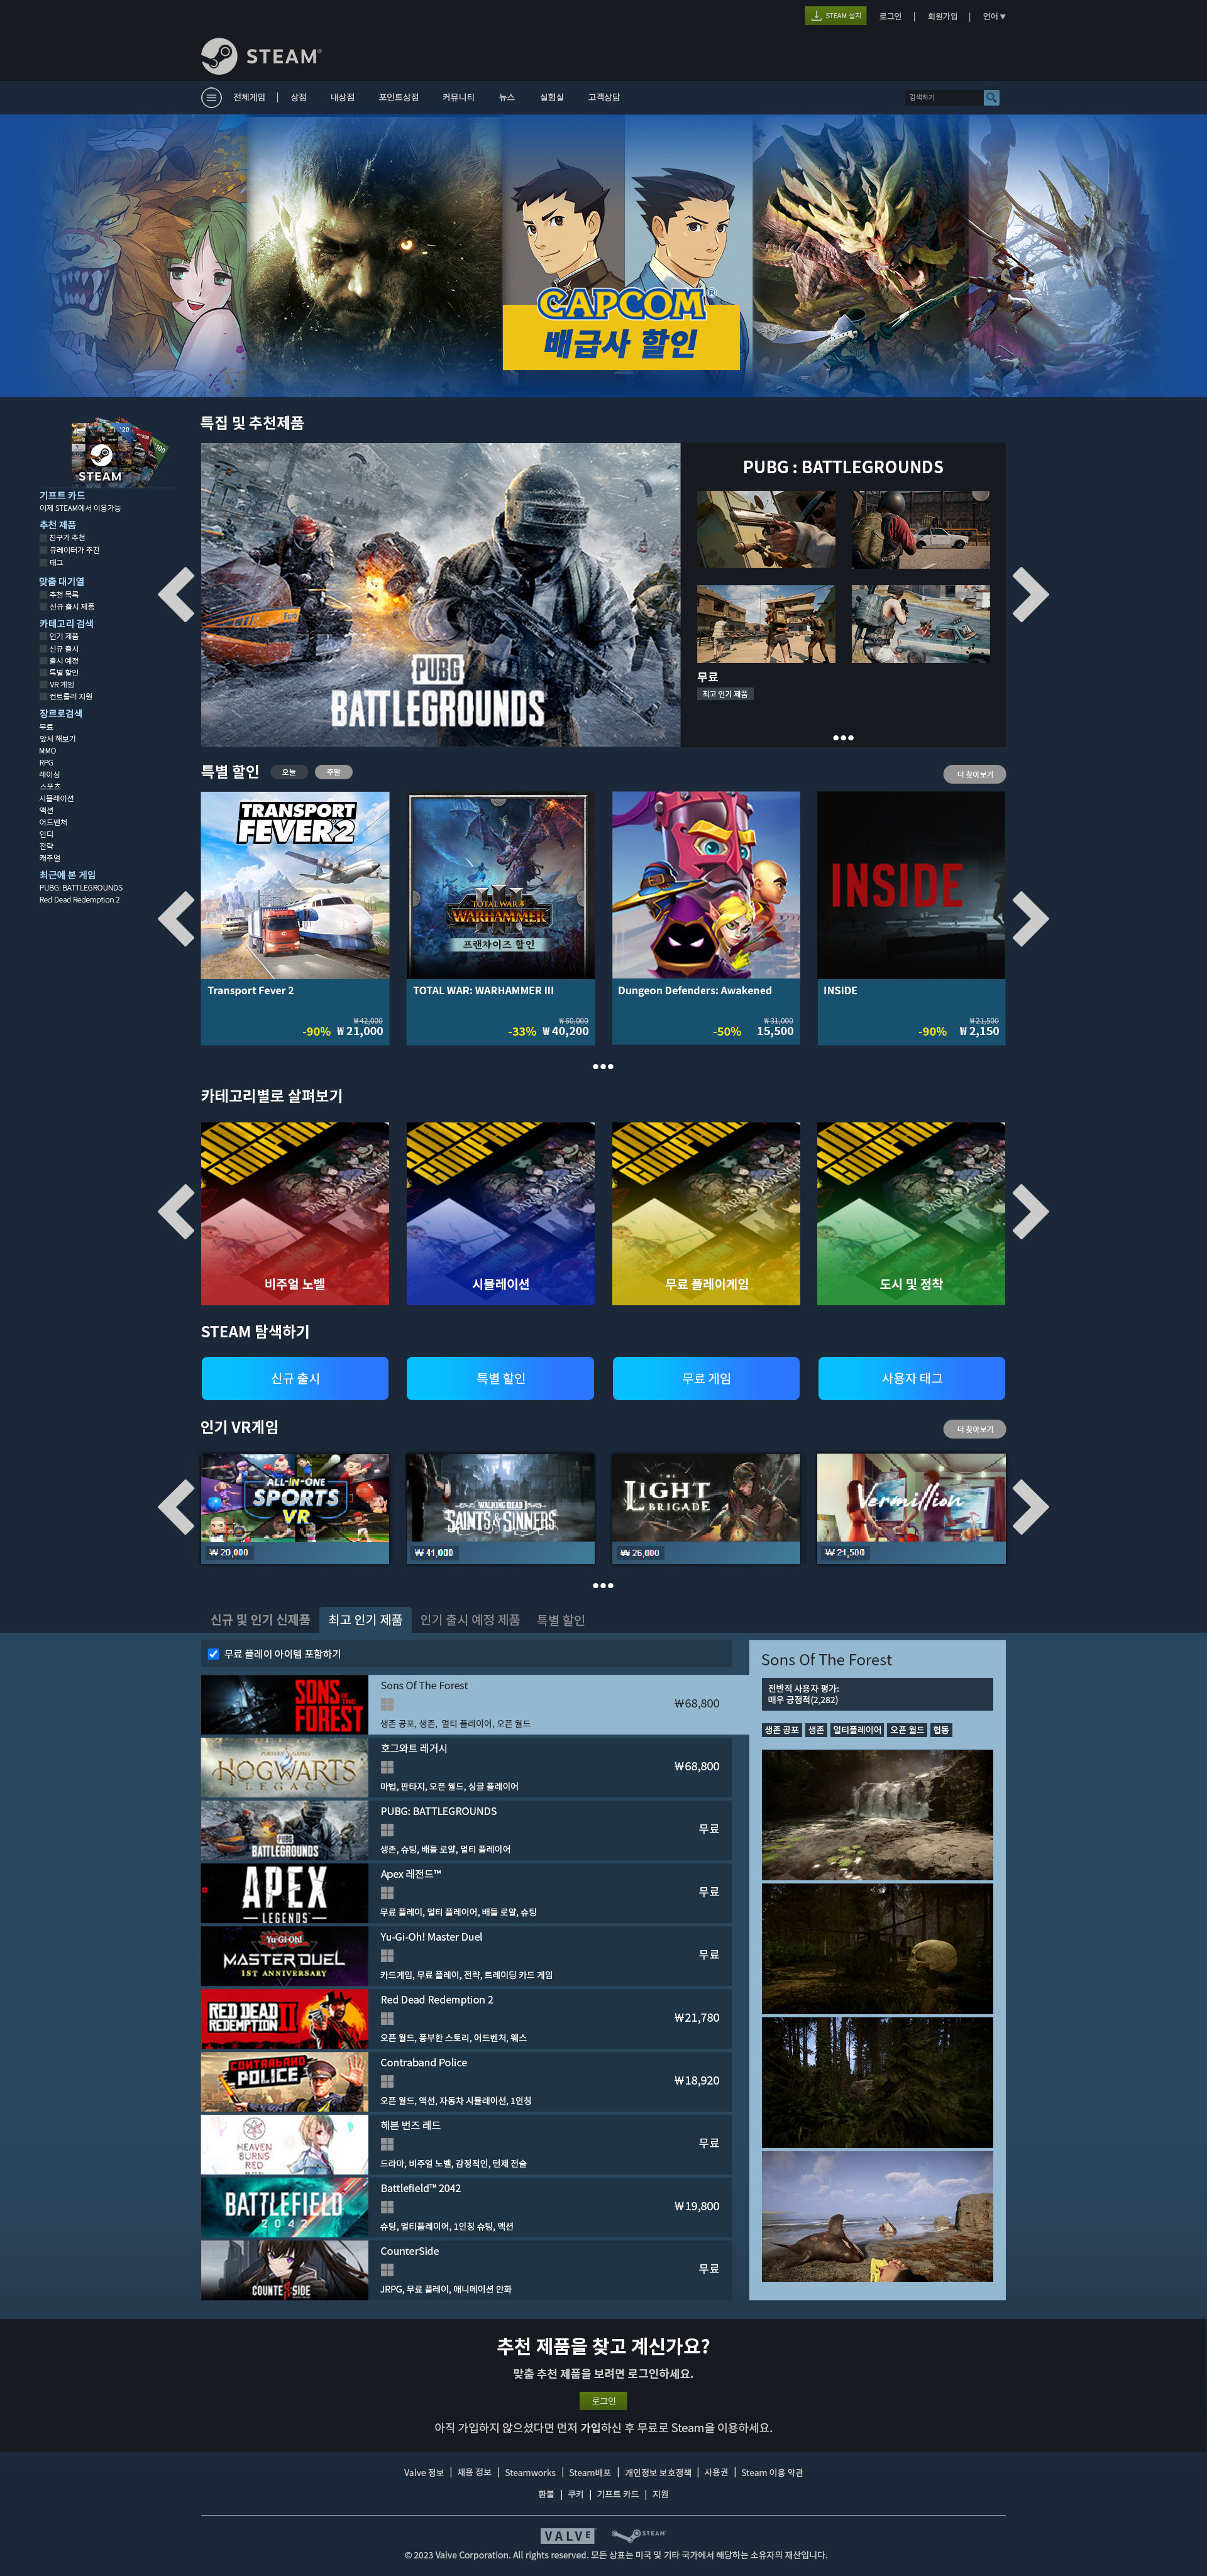 STEAM 설치
로그인 | 회원가입 | 언어▼
STEAM®
전체게임 | 상점 내상점 포인트상점 커뮤니티 뉴스 실험실 고객상담
검색하기
CAPCOM®
배급사 할인
STEAM
기프트 카드
이제 STEAM에서 이용가능
추천 제품
친구가 추천
큐레이터가 추천
태그
맞춤 대기열
추천 목록
신규 출시 제품
카테고리 검색
인기 제품
신규 출시
출시 예정
특별 할인
VR 게임
컨트롤러 지원
장르로검색
무료
앞서 해보기
MMO
RPG
레이싱
스포츠
시뮬레이션
액션
어드벤처
인디
전략
캐주얼
최근에 본 게임
PUBG: BATTLEGROUNDS
Red Dead Redemption 2
특집 및 추천제품
PUBG
BATTLEGROUNDS
PUBG : BATTLEGROUNDS
무료
최고 인기 제품
특별 할인 오늘 주말
더 찾아보기
TRANSPORT
FEVER2
TOTAL WAR
WARHAMMER
III
프랜차이즈 할인
INSIDE
Transport Fever 2
₩42,000
-90% ₩21,000
TOTAL WAR: WARHAMMER III
₩60,000
-33% ₩40,200
Dungeon Defenders: Awakened
₩31,000
-50% 15,500
INSIDE
₩21,500
-90% ₩2,150
카테고리별로 살펴보기
비주얼 노벨
시뮬레이션
무료 플레이게임
도시 및 정착
STEAM 탐색하기
신규 출시
특별 할인
무료 게임
사용자 태그
인기 VR게임
더 찾아보기
ALL-IN-ONE
SPORTS
VR
₩ 20,000
WALKING DEAD
SAINTS & SINNERS
₩ 41,000
THE
LIGHT
BRIGADE
₩ 26,000
Vermillion
₩ 21,500
신규 및 인기 신제품 최고 인기 제품 인기 출시 예정 제품 특별 할인
무료 플레이 아이템 포함하기
SONS
OF THE
FOREST
Sons Of The Forest
₩68,800
생존 공포, 생존, 멀티 플레이어, 오픈 월드
PORTKEY GAMES
HOGWARTS
LEGACY
호그와트 레거시
₩68,800
마법, 판타지, 오픈 월드, 싱글 플레이어
PUBG
BATTLEGROUNDS
PUBG: BATTLEGROUNDS
무료
생존, 슈팅, 배틀 로얄, 멀티 플레이어
APEX
LEGENDS
Apex 레전드™
무료
무료 플레이, 멀티 플레이어, 배틀 로얄, 슈팅
Yu-Gi-Oh!
MASTER DUEL
1ST ANNIVERSARY
Yu-Gi-Oh! Master Duel
무료
카드게임, 무료 플레이, 전략, 트레이딩 카드 게임
RED DEAD
REDEMPTION II
Red Dead Redemption 2
₩21,780
오픈 월드, 풍부한 스토리, 어드벤처, 웨스
CONTRABAND
POLICE
Contraband Police
₩18,920
오픈 월드, 액션, 자동차 시뮬레이션, 1인칭
HEAVEN
BURNS
RED
헤븐 번즈 레드
무료
드라마, 비주얼 노벨, 감정적인, 턴제 전술
BATTLEFIELD
2042
Battlefield™ 2042
₩19,800
슈팅, 멀티플레이어, 1인칭 슈팅, 액션
COUNTER:SIDE
CounterSide
무료
JRPG, 무료 플레이, 애니메이션 만화
Sons Of The Forest
전반적 사용자 평가:
매우 긍정적(2,282)
생존 공포 생존 멀티플레이어 오픈 월드 협동
추천 제품을 찾고 계신가요?
맞춤 추천 제품을 보려면 로그인하세요.
로그인
아직 가입하지 않으셨다면 먼저 가입하신 후 무료로 Steam을 이용하세요.
Valve 정보 | 채용 정보 | Steamworks | Steam배포 | 개인정보 보호정책 | 사용권 | Steam 이용 약관
환불 | 쿠키 | 기프트 카드 | 지원
VALVE STEAM
© 2023 Valve Corporation. All rights reserved. 모든 상표는 미국 및 기타 국가에서 해당하는 소유자의 재산입니다.